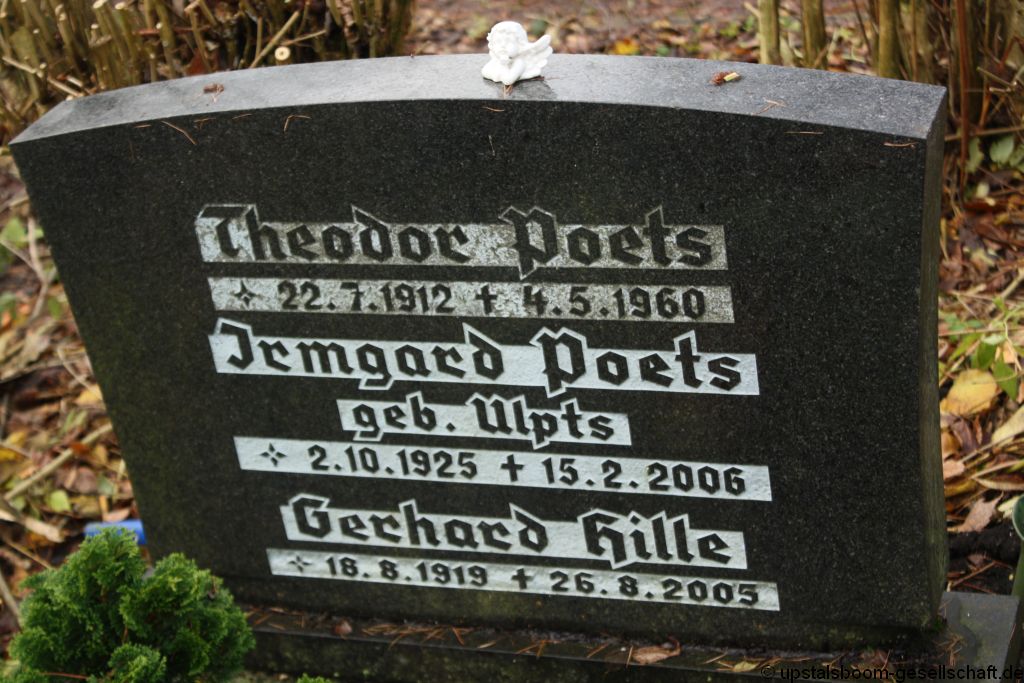 Theodor Poets
22.7.1912 † 4.5.1960
Irmgard Poets
geb. Ulpts
2.10.1925 † 15.2.2006
Gerhard Hille
18.8.1919 † 26.8.2005
© upstalsboom-gesellschaft.de